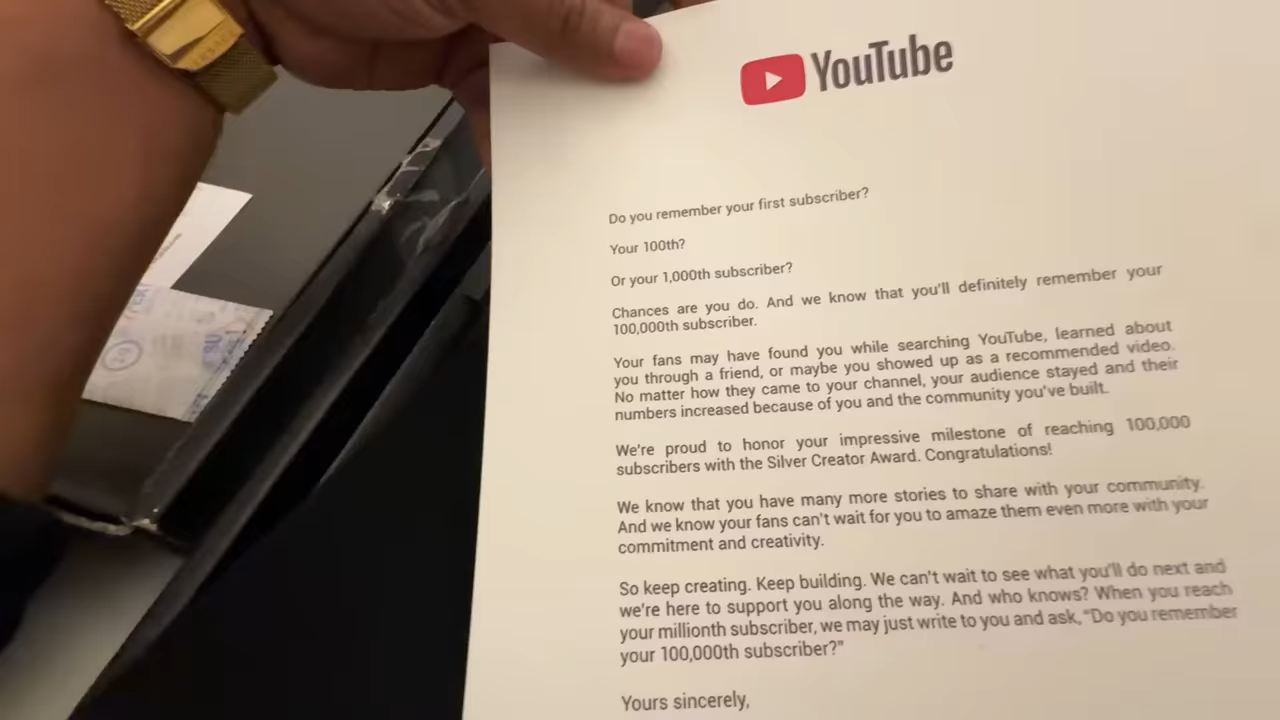 YouTube
Do you remember your first subscriber?
Your 100th?
Or your 1,000th subscriber?
Chances are you do. And we know that you'll definitely remember your
100,000th subscriber.
Your fans may have found you while searching YouTube, learned about
you through a friend, or maybe you showed up as a recommended video.
No matter how they came to your channel, your audience stayed and their
numbers increased because of you and the community you've built.
We're proud to honor your impressive milestone of reaching 100,000
subscribers with the Silver Creator Award. Congratulations!
We know that you have many more stories to share with your community.
And we know your fans can't wait for you to amaze them even more with your
commitment and creativity.
So keep creating. Keep building. We can't wait to see what you'll do next and
we're here to support you along the way. And who knows? When you reach
your millionth subscriber, we may just write to you and ask, "Do you remember
your 100,000th subscriber?"
Yours sincerely,